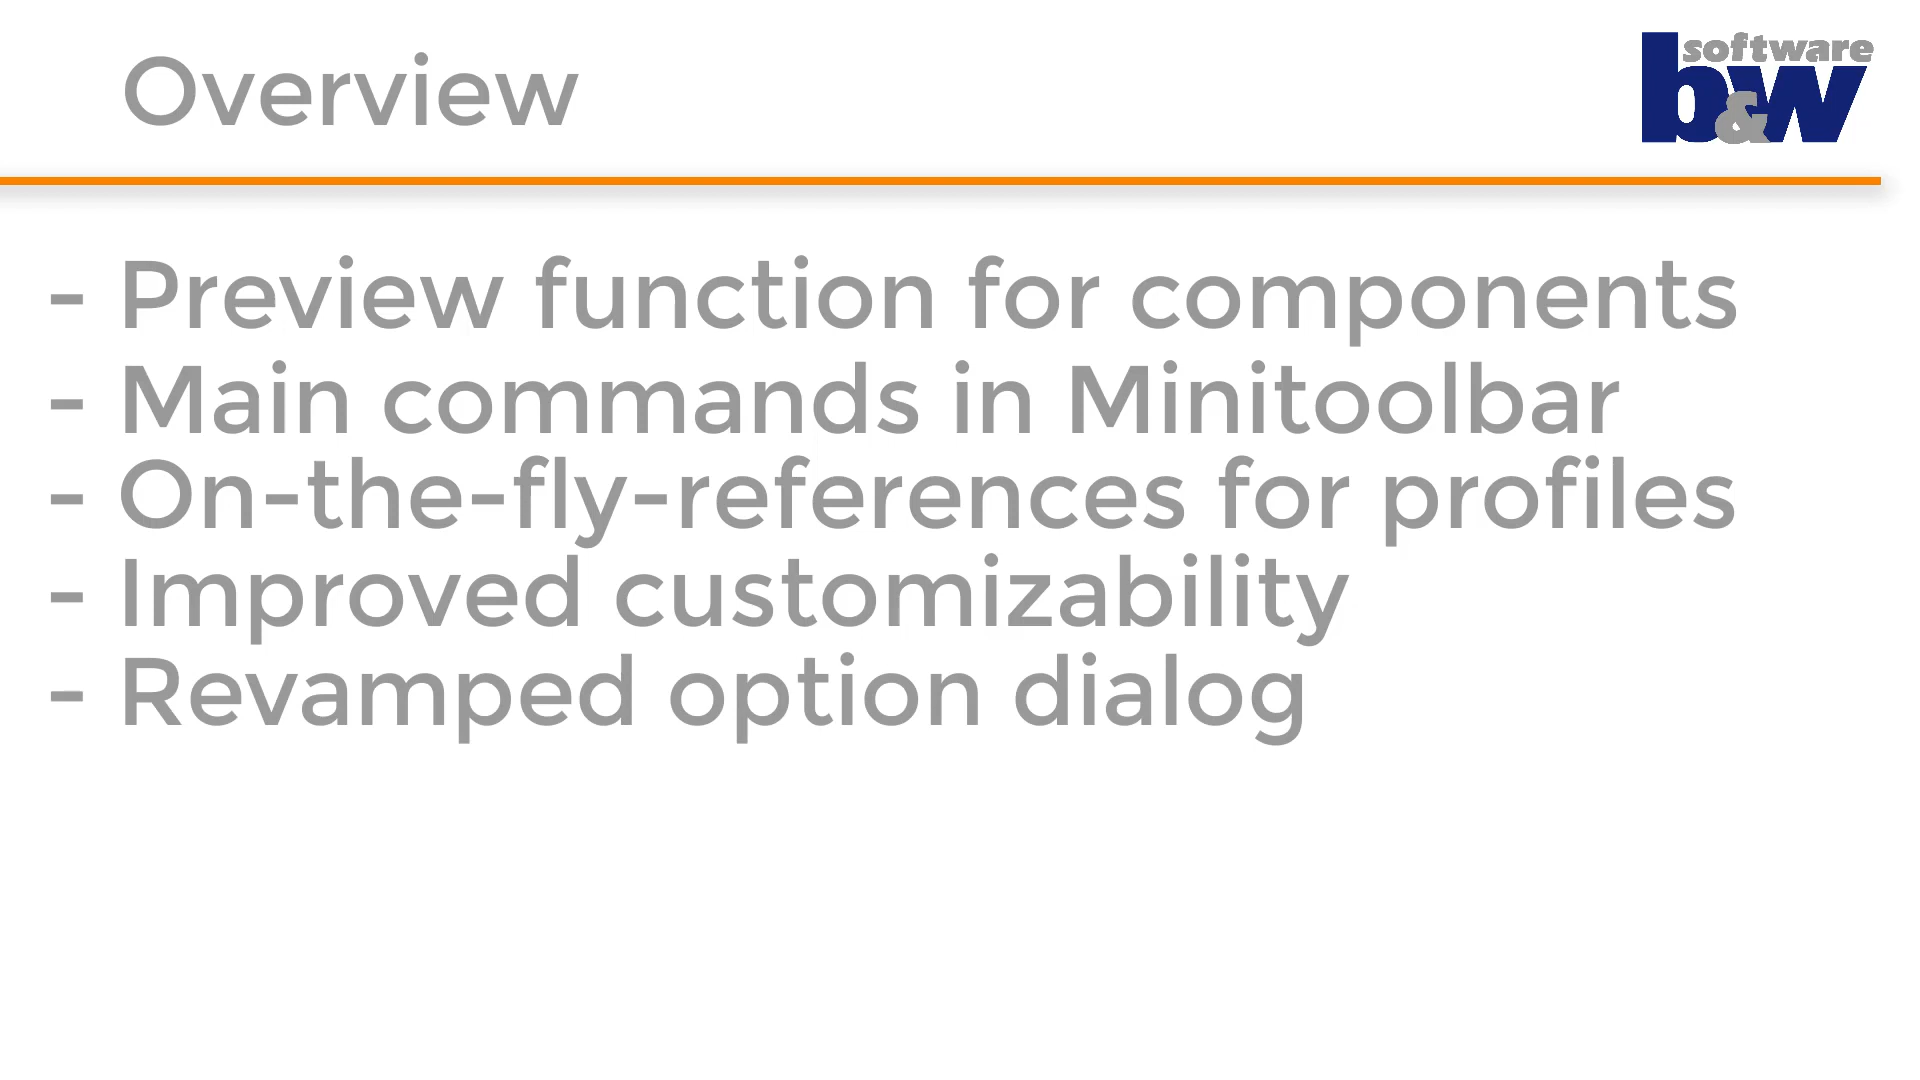 Overview
software
b&w
- Preview function for components
- Main commands in Minitoolbar
- On-the-fly-references for profiles
- Improved customizability
- Revamped option dialog